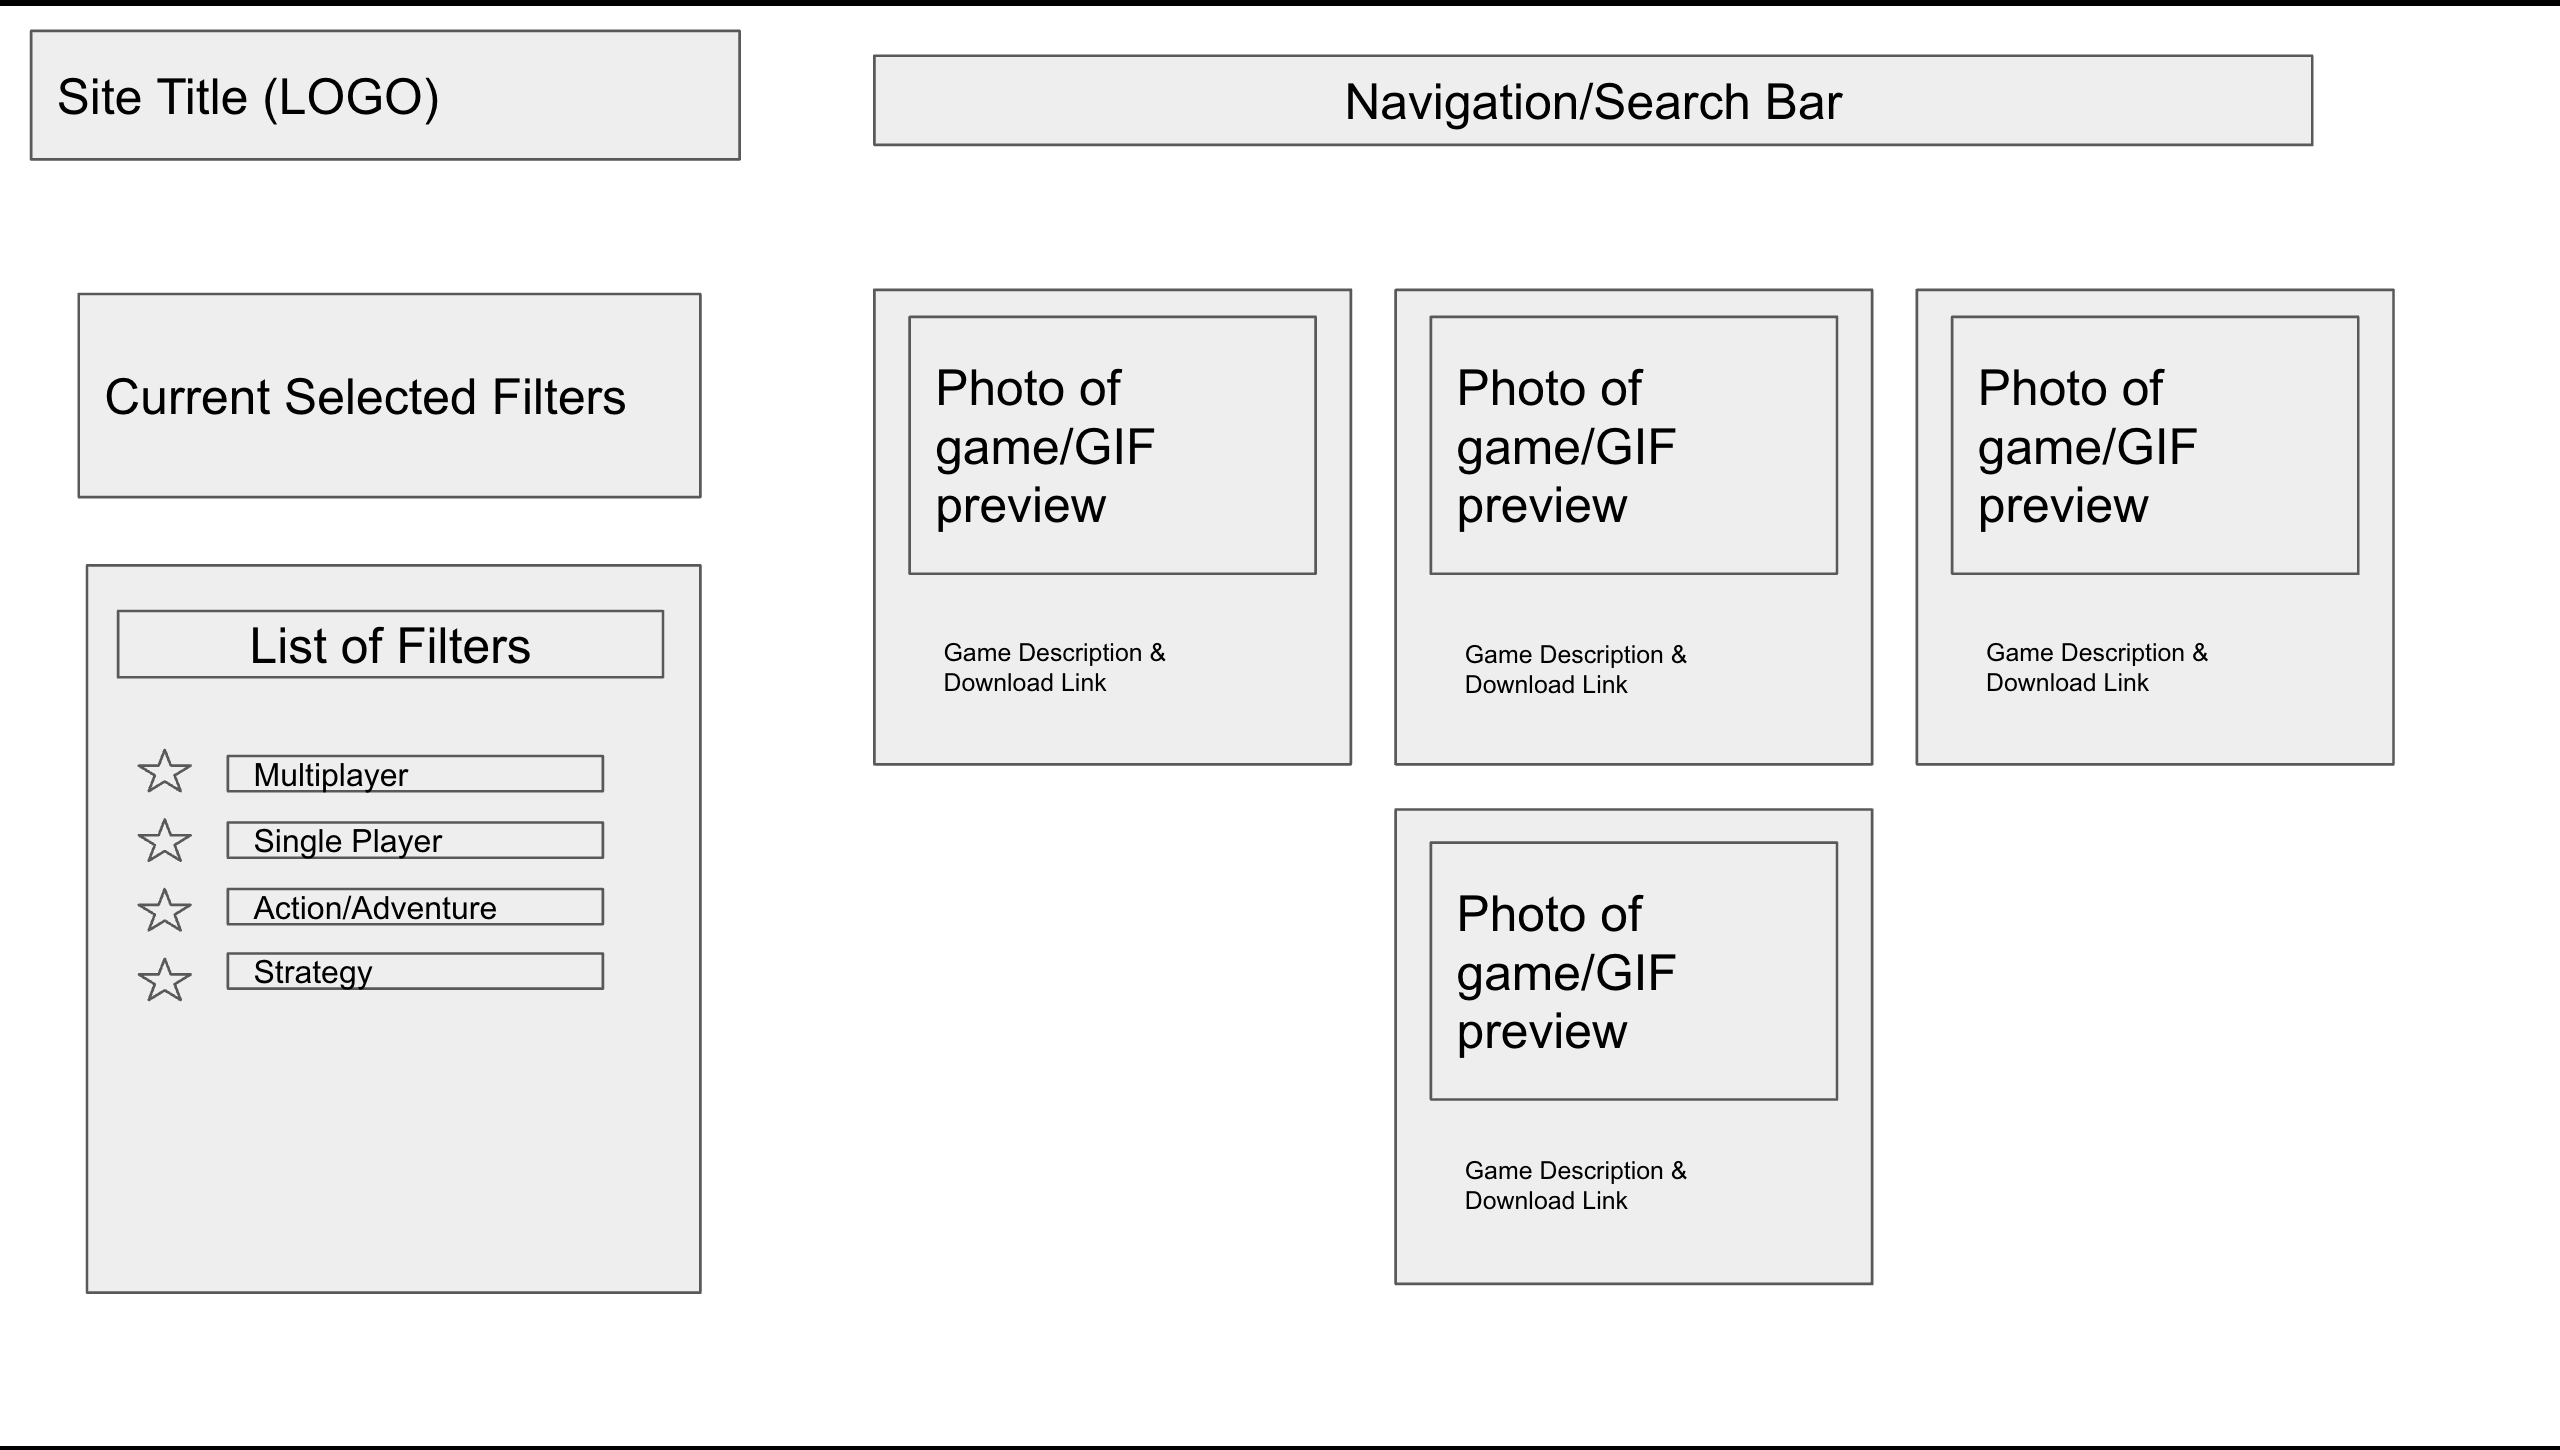 Site Title (LOGO)
Navigation/Search Bar
Current Selected Filters
List of Filters
Multiplayer
Single Player
Action/Adventure
Strategy
Photo of
game/GIF
preview
Game Description &
Download Link
Photo of
game/GIF
preview
Game Description &
Download Link
Photo of
game/GIF
preview
Game Description &
Download Link
Photo of
game/GIF
preview
Game Description &
Download Link